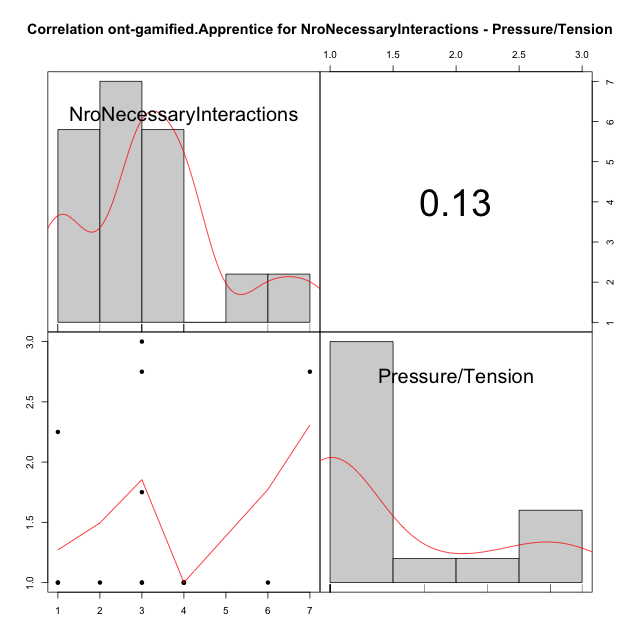 Correlation ont-gamified.Apprentice for NroNecessaryInteractions - Pressure/Tension
1.0 1.5 2.0 2.5 3.0
NroNecessaryInteractions
0.13
7
6
5
4
3
2
1
3.0
2.5
2.0
1.5
1.0
Pressure/Tension
1 2 3 4 5 6 7